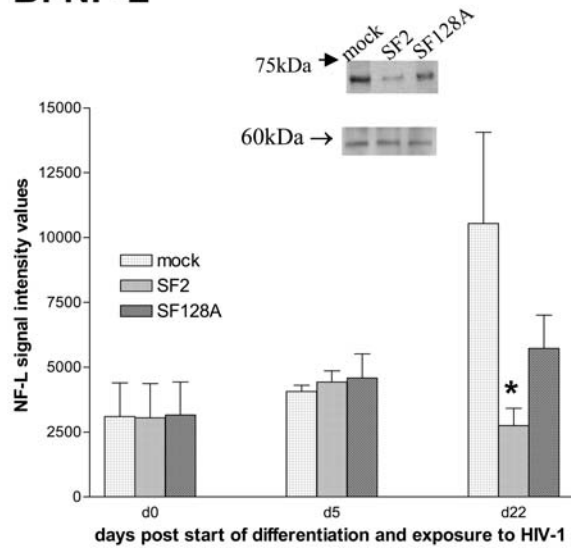 mock SF2 SF128A
75kDa
60kDa
15000
12500
10000
7500
5000
2500
0
NF-L signal intensity values
mock
SF2
SF128A
*
d0 d5 d22
days post start of differentiation and exposure to HIV-1